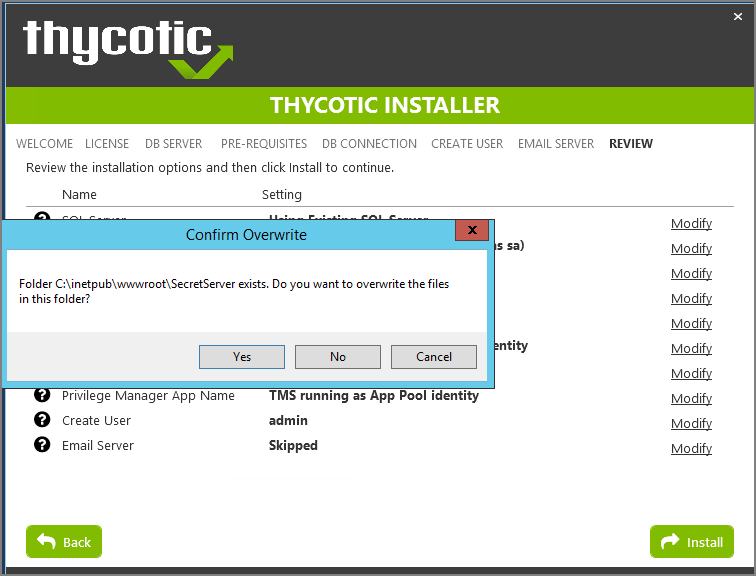 thycotic
THYCOTIC INSTALLER
WELCOME LICENSE DB SERVER PRE-REQUISITES DB CONNECTION CREATE USER EMAIL SERVER REVIEW
Review the installation options and then click Install to continue.
Name Setting
SQL Server Using Existing SQL Server Modify
Confirm Overwrite x
as sa) Modify
Modify
Folder C:\inetpub\wwwroot\SecretServer exists. Do you want to overwrite the files
in this folder?
Modify
Modify
entity Modify
Yes No Cancel
Modify
Privilege Manager App Name TMS running as App Pool identity Modify
Create User admin Modify
Email Server Skipped Modify
Back Install